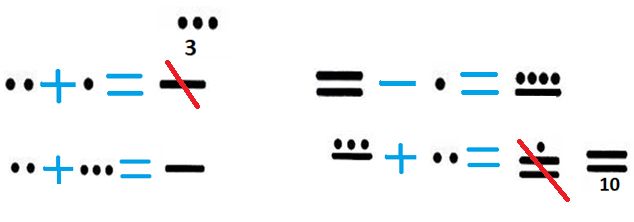 𝋣
3
𝋢 + 𝋡 = 𝋥
𝋢 + 𝋣 = 𝋥
𝋪 − 𝋡 = 𝋩
𝋨 + 𝋢 = 𝋫 𝋪
10